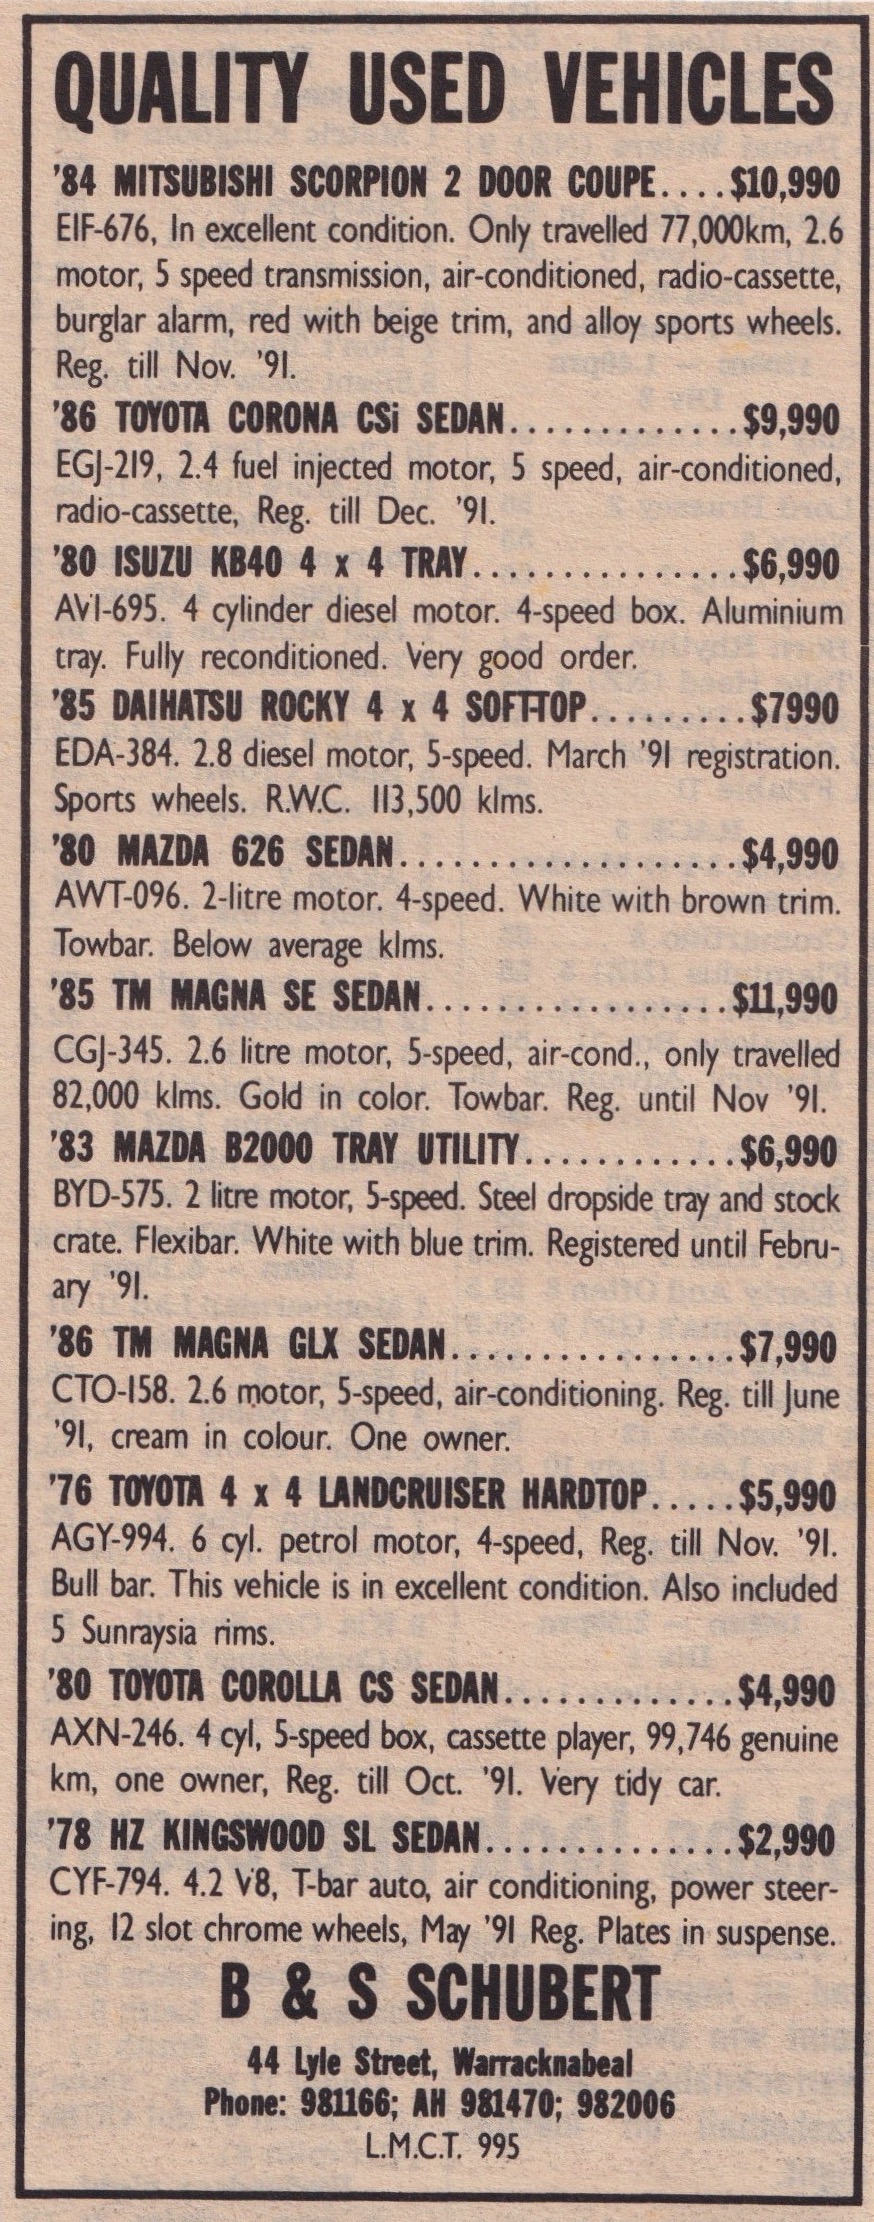 QUALITY USED VEHICLES
'84 MITSUBISHI SCORPION 2 DOOR COUPE....$10,990
EIF-676, In excellent condition. Only travelled 77,000km, 2.6
motor, 5 speed transmission, air-conditioned, radio-cassette,
burglar alarm, red with beige trim, and alloy sports wheels.
Reg. till Nov. '91.
'86 TOYOTA CORONA CSi SEDAN.............$9,990
EGJ-219, 2.4 fuel injected motor, 5 speed, air-conditioned,
radio-cassette, Reg. till Dec. '91.
'80 ISUZU KB40 4 x 4 TRAY...............$6,990
AVI-695. 4 cylinder diesel motor. 4-speed box. Aluminium
tray. Fully reconditioned. Very good order.
'85 DAIHATSU ROCKY 4 x 4 SOFT-TOP.........$7990
EDA-384. 2.8 diesel motor, 5-speed. March '91 registration.
Sports wheels. R.W.C. 113,500 klms.
'80 MAZDA 626 SEDAN...................$4,990
AWT-096. 2-litre motor. 4-speed. White with brown trim.
Towbar. Below average klms.
'85 TM MAGNA SE SEDAN.................$11,990
CGJ-345. 2.6 litre motor, 5-speed, air-cond., only travelled
82,000 klms. Gold in color. Towbar. Reg. until Nov '91.
'83 MAZDA B2000 TRAY UTILITY............$6,990
BYD-575. 2 litre motor, 5-speed. Steel dropside tray and stock
crate. Flexibar. White with blue trim. Registered until Febru-
ary '91.
'86 TM MAGNA GLX SEDAN................$7,990
CTO-158. 2.6 motor, 5-speed, air-conditioning. Reg. till June
'91, cream in colour. One owner.
'76 TOYOTA 4 x 4 LANDCRUISER HARDTOP.....$5,990
AGY-994. 6 cyl. petrol motor, 4-speed, Reg. till Nov. '91.
Bull bar. This vehicle is in excellent condition. Also included
5 Sunraysia rims.
'80 TOYOTA COROLLA CS SEDAN.............$4,990
AXN-246. 4 cyl, 5-speed box, cassette player, 99,746 genuine
km, one owner, Reg. till Oct. '91. Very tidy car.
'78 HZ KINGSWOOD SL SEDAN..............$2,990
CYF-794. 4.2 V8, T-bar auto, air conditioning, power steer-
ing, 12 slot chrome wheels, May '91 Reg. Plates in suspense.
B & S SCHUBERT
44 Lyle Street, Warracknabeal
Phone: 981166; AH 981470; 982006
L.M.C.T. 995